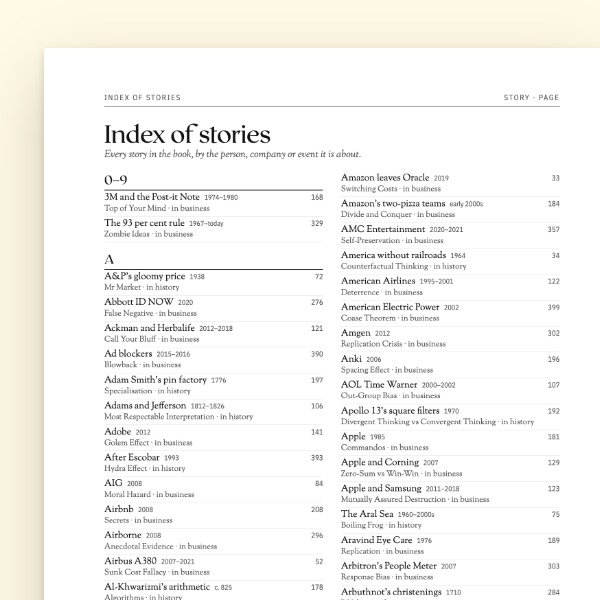 INDEX OF STORIES
STORY · PAGE
Index of stories
Every story in the book, by the person, company or event it is about.
0–9
3M and the Post-it Note 1974–1980 168
Top of Your Mind · in business
The 93 per cent rule 1967–today 329
Zombie Ideas · in business
A
A&P's gloomy price 1938 72
Mr Market · in history
Abbott ID NOW 2020 276
False Negative · in business
Ackman and Herbalife 2012–2018 121
Call Your Bluff · in business
Ad blockers 2015–2016 390
Blowback · in business
Adam Smith's pin factory 1776 197
Specialisation · in history
Adams and Jefferson 1812–1826 106
Most Respectable Interpretation · in history
Adobe 2012 141
Golem Effect · in business
After Escobar 1993 393
Hydra Effect · in history
AIG 2008 84
Moral Hazard · in business
Airbnb 2008 208
Secrets · in business
Airborne 2008 296
Anecdotal Evidence · in business
Airbus A380 2007–2021 52
Sunk Cost Fallacy · in business
Al-Khwarizmi's arithmetic c. 825 178
Algorithms · in history
Amazon leaves Oracle 2019 33
Switching Costs · in business
Amazon's two-pizza teams early 2000s 184
Divide and Conquer · in business
AMC Entertainment 2020–2021 357
Self-Preservation · in business
America without railroads 1964 34
Counterfactual Thinking · in history
American Airlines 1995–2001 122
Deterrence · in business
American Electric Power 2002 399
Coase Theorem · in business
Amgen 2012 302
Replication Crisis · in business
Anki 2006 196
Spacing Effect · in business
AOL Time Warner 2000–2002 107
Out-Group Bias · in business
Apollo 13's square filters 1970 192
Divergent Thinking vs Convergent Thinking · in history
Apple 1985 181
Commandos · in business
Apple and Corning 2007 129
Zero-Sum vs Win-Win · in business
Apple and Samsung 2011–2018 123
Mutually Assured Destruction · in business
The Aral Sea 1960–2000s 75
Boiling Frog · in history
Aravind Eye Care 1976 189
Replication · in business
Arbitron's People Meter 2007 303
Response Bias · in business
Arbuthnot's christenings 1710 284